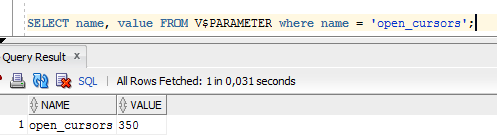 SELECT name, value FROM V$PARAMETER where name = 'open_cursors';
Query Result x
SQL | All Rows Fetched: 1 in 0,031 seconds
NAME VALUE
1 open_cursors 350